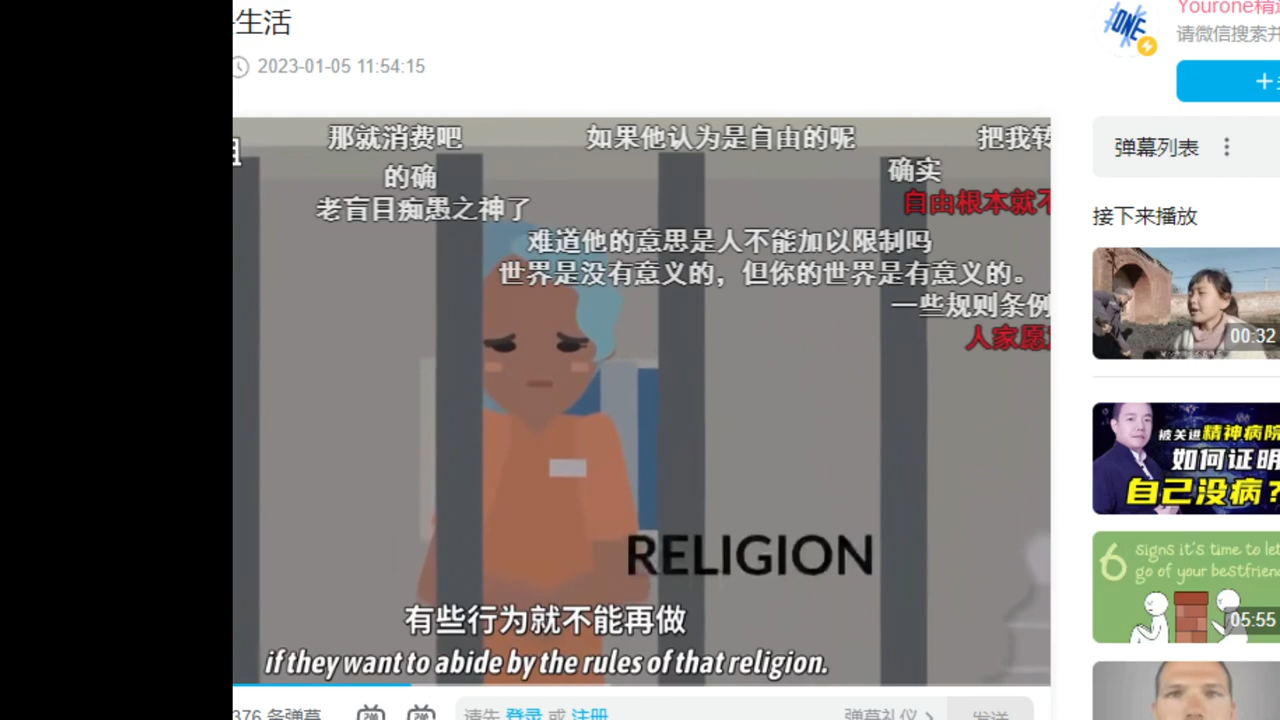 生活
2023-01-05 11:54:15
Yourone精
请微信搜索并
弹幕列表
接下来播放
那就消费吧
如果他认为是自由的呢
把我转
的确
确实
老盲目痴愚之神了
自由根本就不
难道他的意思是人不能加以限制吗
世界是没有意义的，但你的世界是有意义的。
一些规则条例
人家愿
RELIGION
有些行为就不能再做
if they want to abide by the rules of that religion.
376 条弹幕
请先 登录 或 注册
弹幕礼仪
发送
00:32
被关进精神病院
如何证明
自己没病？
6 signs it's time to let
go of your bestfriend
05:55